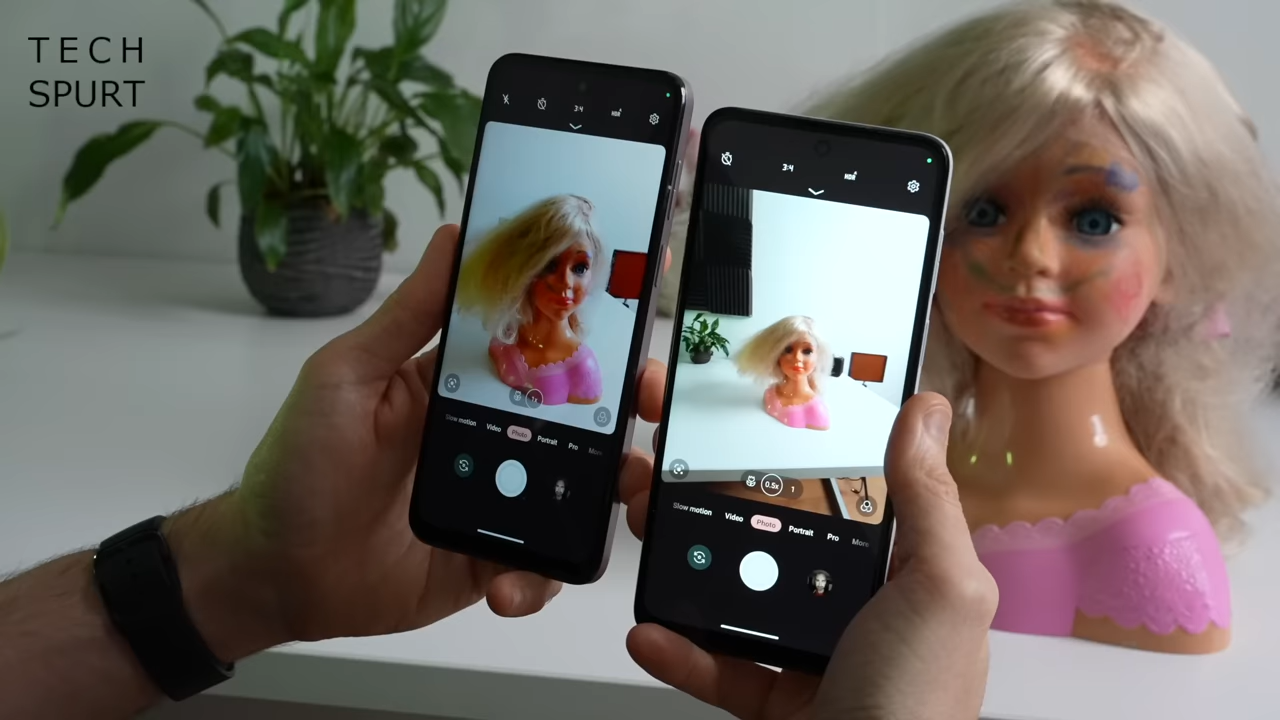 TECH
SPURT
3:4
HDR
Slow motion Video Photo Portrait Pro More
1x
3:4
HDR
0.5x 1
Slow motion Video Photo Portrait Pro More